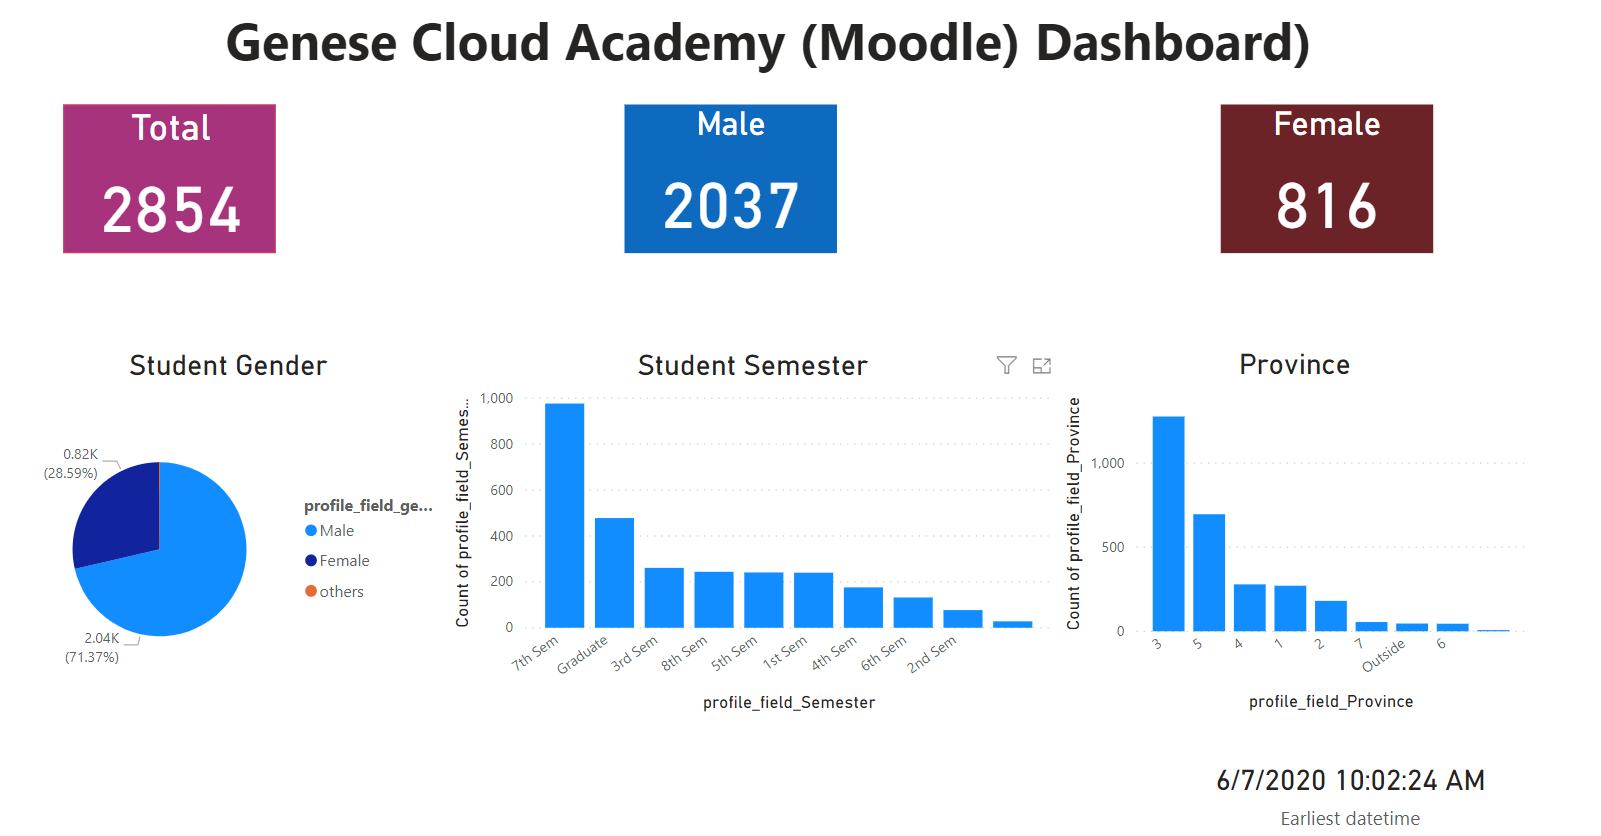 Genese Cloud Academy (Moodle) Dashboard)
Total
2854
Male
2037
Female
816
Student Gender
0.82K
(28.59%)
2.04K
(71.37%)
profile_field_ge...
Male
Female
others
Student Semester
Count of profile_field_Semes...
1,000
800
600
400
200
0
7th Sem
Graduate
3rd Sem
8th Sem
5th Sem
1st Sem
4th Sem
6th Sem
2nd Sem
profile_field_Semester
Province
Count of profile_field_Province
1,000
500
0
3
5
4
1
2
7
Outside
6
profile_field_Province
6/7/2020 10:02:24 AM
Earliest datetime